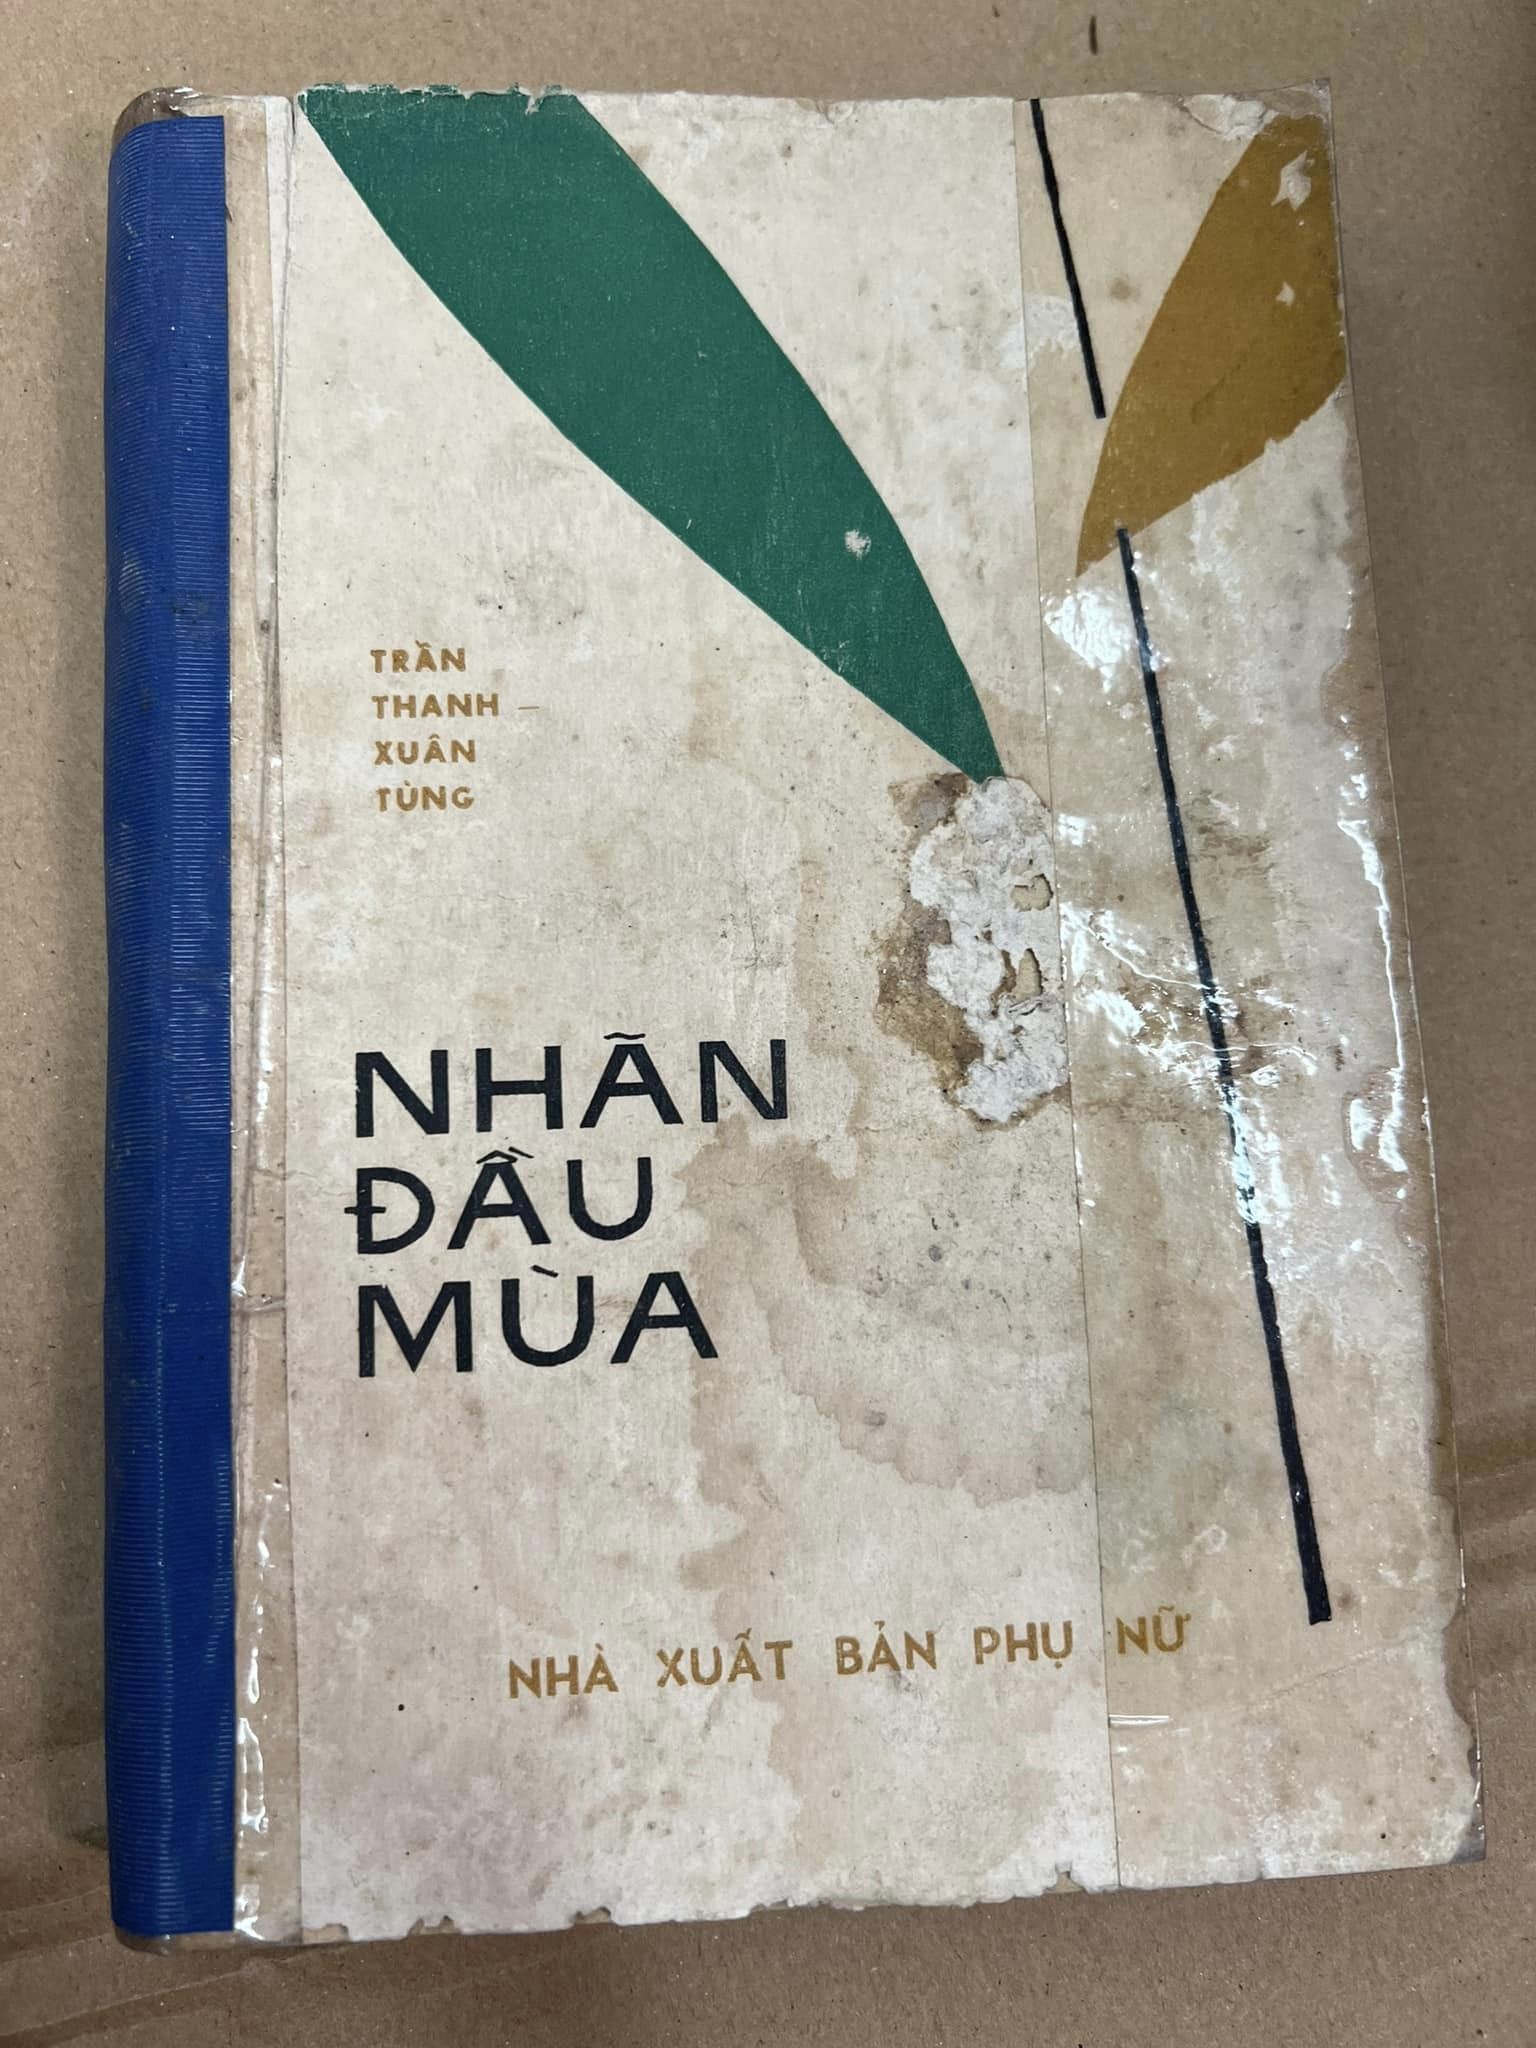 TRẦN
THANH –
XUÂN
TÙNG
NHÃN
ĐẦU
MÙA
NHÀ XUẤT BẢN PHỤ NỮ